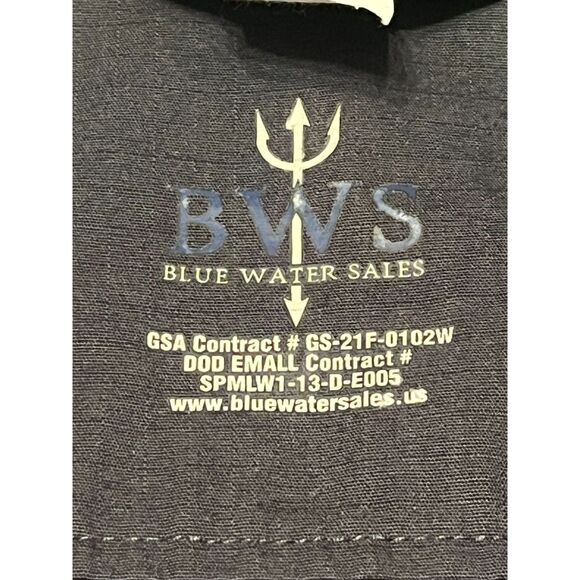 BWS
BLUE WATER SALES
GSA Contract # GS-21F-0102W
DOD EMALL Contract #
SPMLW1-13-D-E005
www.bluewatersales.us